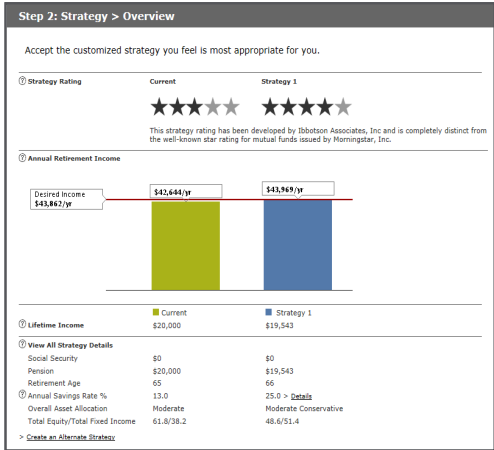 Step 2: Strategy > Overview
Accept the customized strategy you feel is most appropriate for you.
? Strategy Rating Current Strategy 1
This strategy rating has been developed by Ibbotson Associates, Inc and is completely distinct from
the well-known star rating for mutual funds issued by Morningstar, Inc.
? Annual Retirement Income
Desired Income
$43,862/yr
$42,644/yr
$43,969/yr
Current Strategy 1
? Lifetime Income $20,000 $19,543
? View All Strategy Details
Social Security $0 $0
Pension $20,000 $19,543
Retirement Age 65 66
? Annual Savings Rate % 13.0 25.0 > Details
Overall Asset Allocation Moderate Moderate Conservative
Total Equity/Total Fixed Income 61.8/38.2 48.6/51.4
> Create an Alternate Strategy